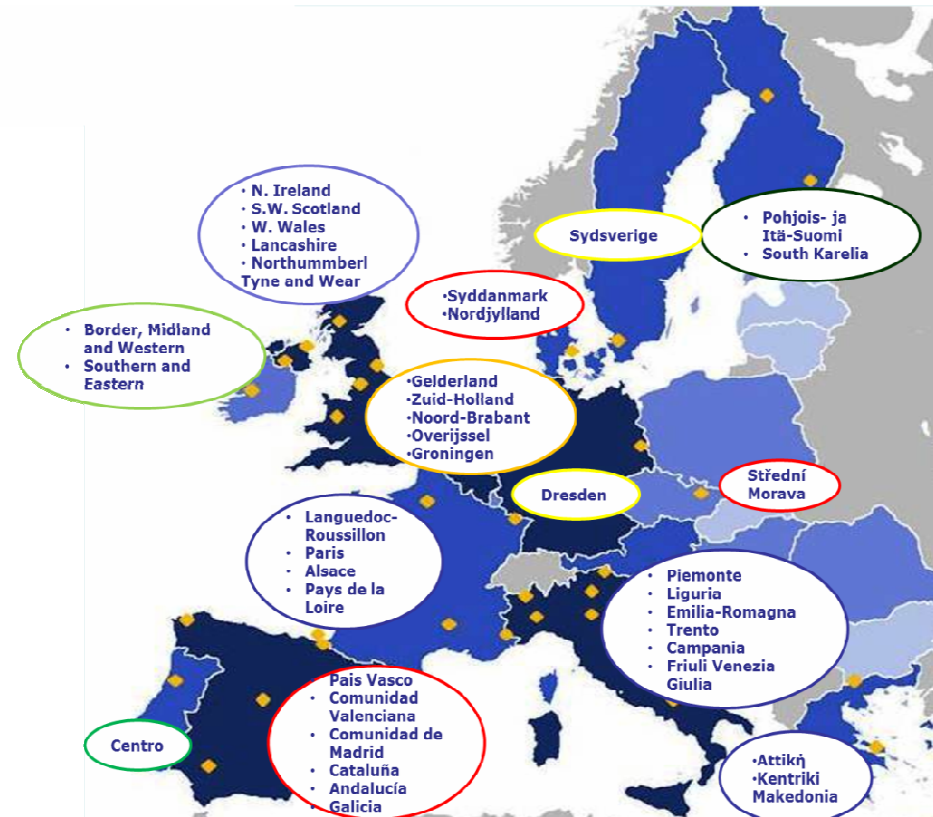 • N. Ireland
• S.W. Scotland
• W. Wales
• Lancashire
• Northummberl
Tyne and Wear
Sydsverige
• Pohjois- ja
Itä-Suomi
• South Karelia
•Syddanmark
•Nordjylland
• Border, Midland
and Western
• Southern and
Eastern
•Gelderland
•Zuid-Holland
•Noord-Brabant
•Overijssel
•Groningen
Střední
Morava
Dresden
• Languedoc-
Roussillon
• Paris
• Alsace
• Pays de la
Loire
• Piemonte
• Liguria
• Emilia-Romagna
• Trento
• Campania
• Friuli Venezia
Giulia
Pais Vasco
• Comunidad
Valenciana
• Comunidad de
Madrid
• Cataluña
• Andalucía
• Galicia
Centro
•Attikή
•Kentriki
Makedonia